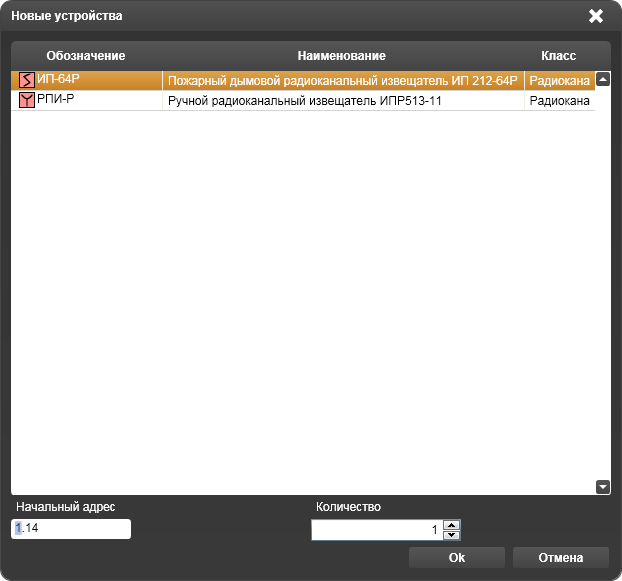 Новые устройства
Обозначение Наименование Класс
ИП-64Р Пожарный дымовой радиоканальный извещатель ИП 212-64Р Радиокана
РПИ-Р Ручной радиоканальный извещатель ИПР513-11 Радиокана
Начальный адрес Количество
1.14 1
Ok Отмена